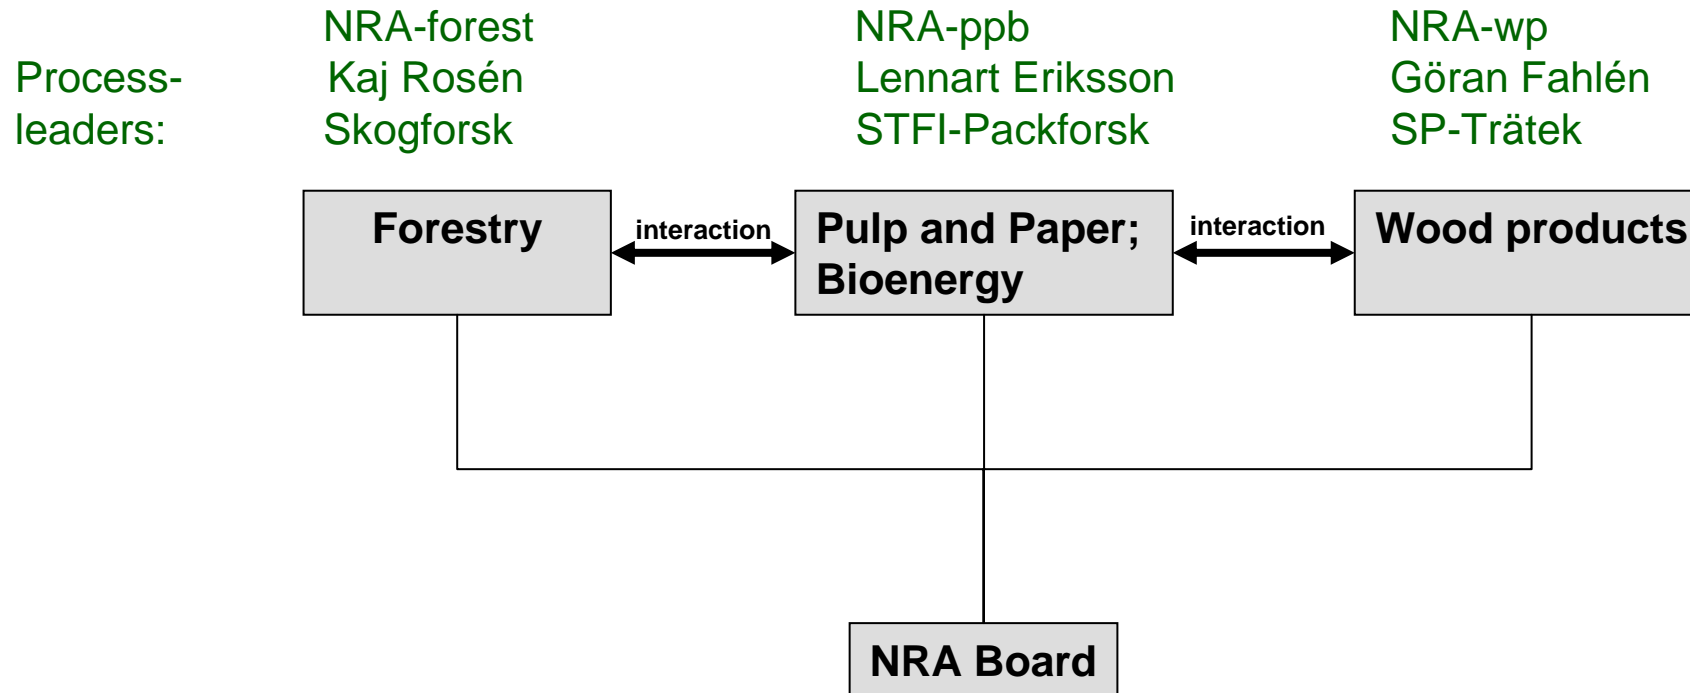 NRA-forest
NRA-ppb
NRA-wp
Process-
Kaj Rosén
Lennart Eriksson
Göran Fahlén
leaders:
Skogforsk
STFI-Packforsk
SP-Trätek
Forestry
interaction
Pulp and Paper;
Bioenergy
interaction
Wood products
NRA Board